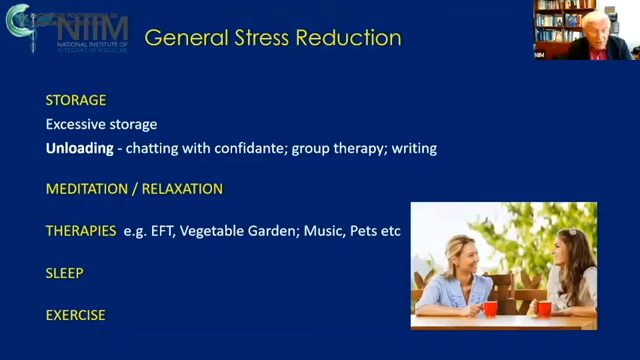 NIIM
NATIONAL INSTITUTE OF
INTEGRATIVE MEDICINE
General Stress Reduction
NIIM
STORAGE
Excessive storage
Unloading - chatting with confidante; group therapy; writing
MEDITATION / RELAXATION
THERAPIES e.g. EFT, Vegetable Garden; Music, Pets etc
SLEEP
EXERCISE